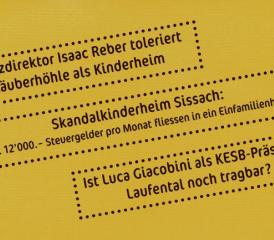 zdirektor Isaac Reber toleriert
äuberhöhle als Kinderheim
Skandalkinderheim Sissach:
12'000.- Steuergelder pro Monat fliessen in ein Einfamilienh
Ist Luca Giacobini als KESB-Präs
Laufental noch tragbar?